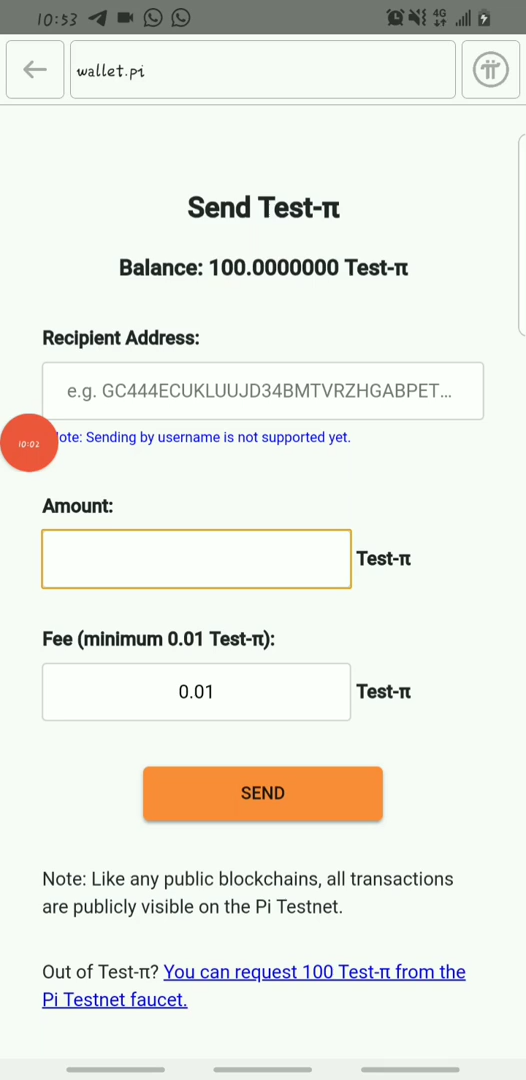 10:53
4G
wallet.pi
Send Test-π
Balance: 100.0000000 Test-π
Recipient Address:
e.g. GC444ECUKLUUJD34BMTVRZHGABPET...
10:02
ote: Sending by username is not supported yet.
Amount:
Test-π
Fee (minimum 0.01 Test-π):
0.01
Test-π
SEND
Note: Like any public blockchains, all transactions
are publicly visible on the Pi Testnet.
Out of Test-π? You can request 100 Test-π from the
Pi Testnet faucet.